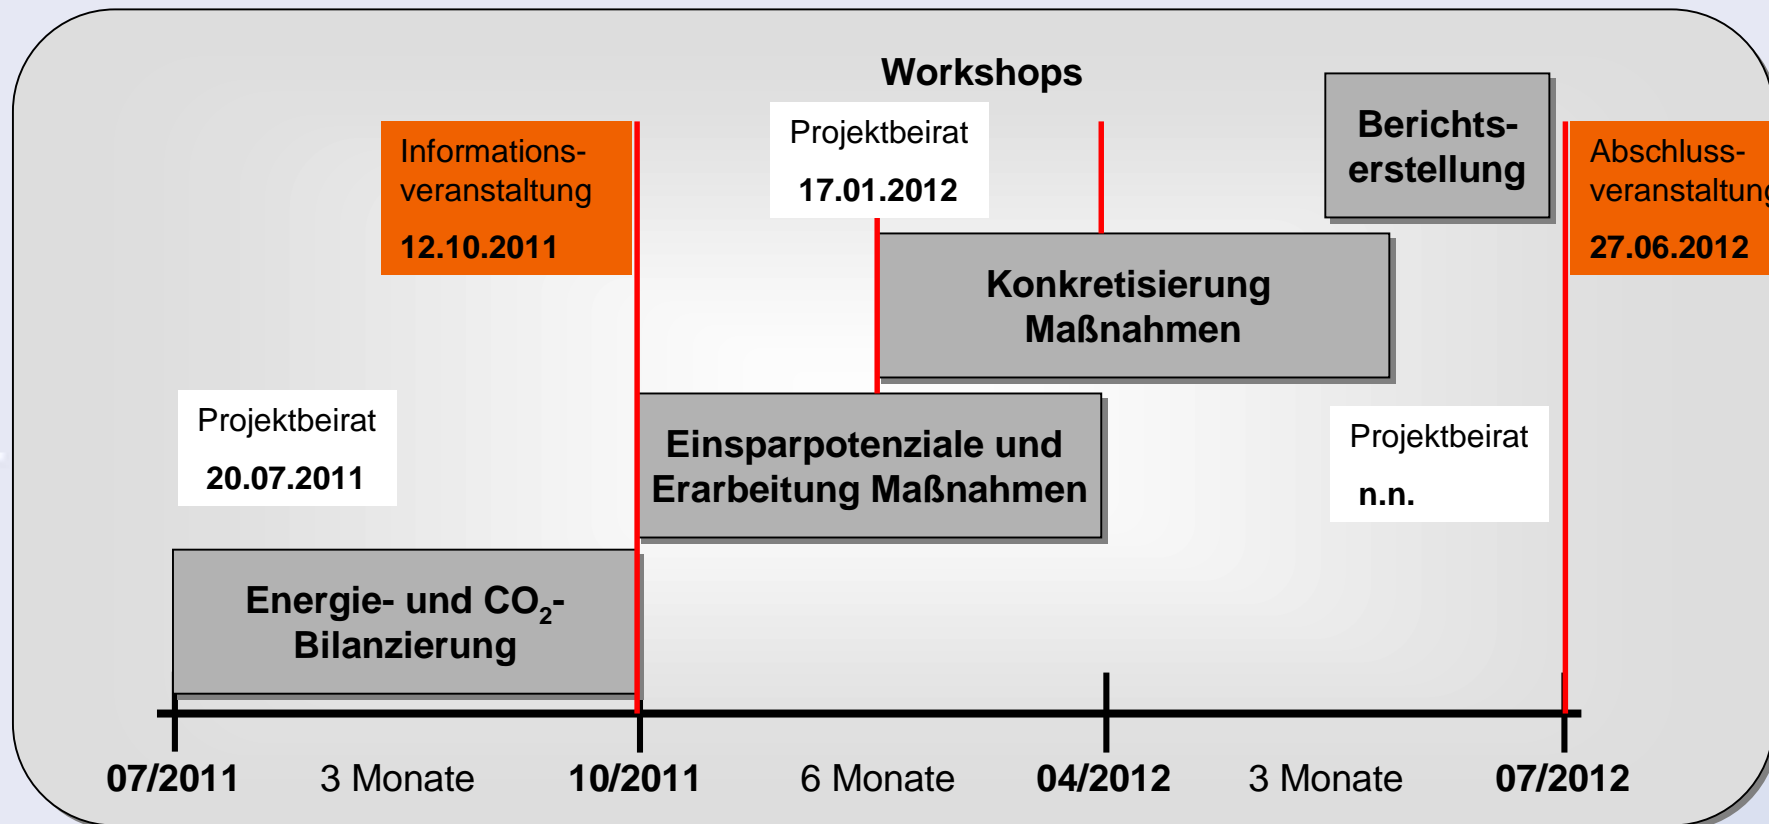 Workshops
Informations-
veranstaltung
12.10.2011
Projektbeirat
17.01.2012
Berichts-
erstellung
Abschluss-
veranstaltung
27.06.2012
Konkretisierung
Maßnahmen
Projektbeirat
20.07.2011
Einsparpotenziale und
Erarbeitung Maßnahmen
Projektbeirat
n.n.
Energie- und CO₂-
Bilanzierung
07/2011 3 Monate 10/2011 6 Monate 04/2012 3 Monate 07/2012